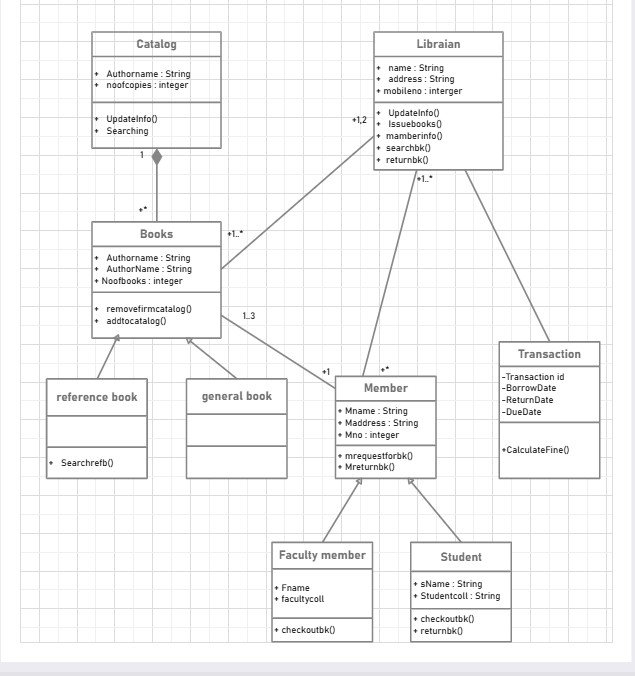 Catalog
+ Authorname : String
+ noofcopies : integer
+ UpdateInfo()
+ Searching
Libraian
+ name : String
+ address : String
+ mobileno : interger
+ UpdateInfo()
+ Issuebooks()
+ mamberinfo()
+ searchbk()
+ returnbk()
+1,2
1
+*
+1..*
+1..*
Books
+ Authorname : String
+ AuthorName : String
+ Noofbooks : integer
+ removefirmcatalog()
+ addtocatalog()
1..3
+1
+*
Transaction
-Transaction id
-BorrowDate
-ReturnDate
-DueDate
+CalculateFine()
reference book
+ Searchrefb()
general book
Member
+ Mname : String
+ Maddress : String
+ Mno : integer
+ mrequestforbk()
+ Mreturnbk()
Faculty member
+ Fname
+ facultycoll
+ checkoutbk()
Student
+ sName : String
+ Studentcoll : String
+ checkoutbk()
+ returnbk()